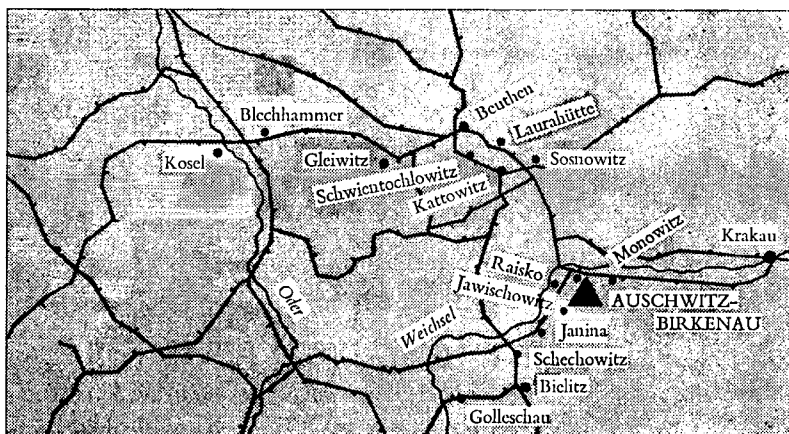 Beuthen
Blechhammer
Laurahütte
Kosel
Gleiwitz
Sosnowitz
Schwientochlowitz
Kattowitz
Monowitz
Krakau
Raisko
Jawischowitz
AUSCHWITZ-
BIRKENAU
Oder
Weichsel
Janina
Schechowitz
Bielitz
Golleschau